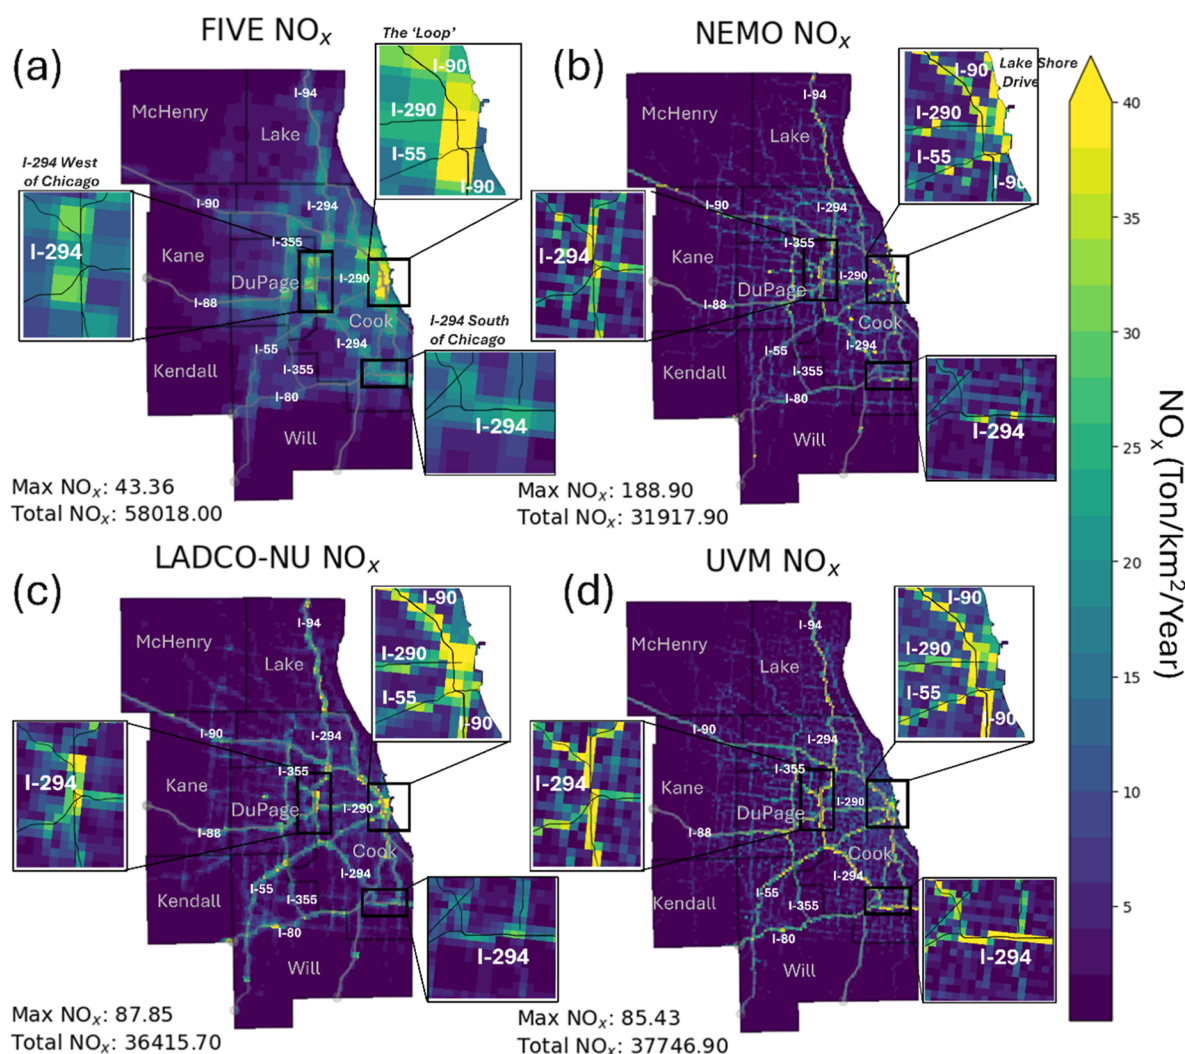 FIVE NOx
(a)
The 'Loop'
I-90
I-290
I-55
I-90
I-94
McHenry
Lake
I-294 West
of Chicago
I-294
I-90
I-294
I-355
Kane
DuPage
I-290
I-88
Cook
I-294 South
of Chicago
I-55
I-294
Kendall
I-355
I-80
Will
I-294
Max NOx: 43.36
Total NOx: 58018.00
NEMO NOx
(b)
I-90
Lake Shore
Drive
I-290
I-55
I-90
I-94
McHenry
Lake
I-294
I-90
I-294
I-355
Kane
I-290
DuPage
I-88
Cook
I-55
I-294
Kendall
I-355
I-80
Will
I-294
Max NOx: 188.90
Total NOx: 31917.90
LADCO-NU NOx
(c)
I-90
I-290
I-55
I-90
I-94
McHenry
Lake
I-294
I-90
I-294
I-355
Kane
DuPage
I-290
I-88
Cook
I-294
I-55
Kendall
I-355
I-80
Will
I-294
Max NOx: 87.85
Total NOx: 36415.70
UVM NOx
(d)
I-90
I-290
I-55
I-90
I-94
McHenry
Lake
I-294
I-90
I-294
I-355
Kane
I-290
DuPage
I-88
Cook
I-294
I-55
Kendall
I-355
I-80
Will
I-294
Max NOx: 85.43
Total NOx: 37746.90
40
35
30
25
20
15
10
5
NOx (Ton/km²/Year)